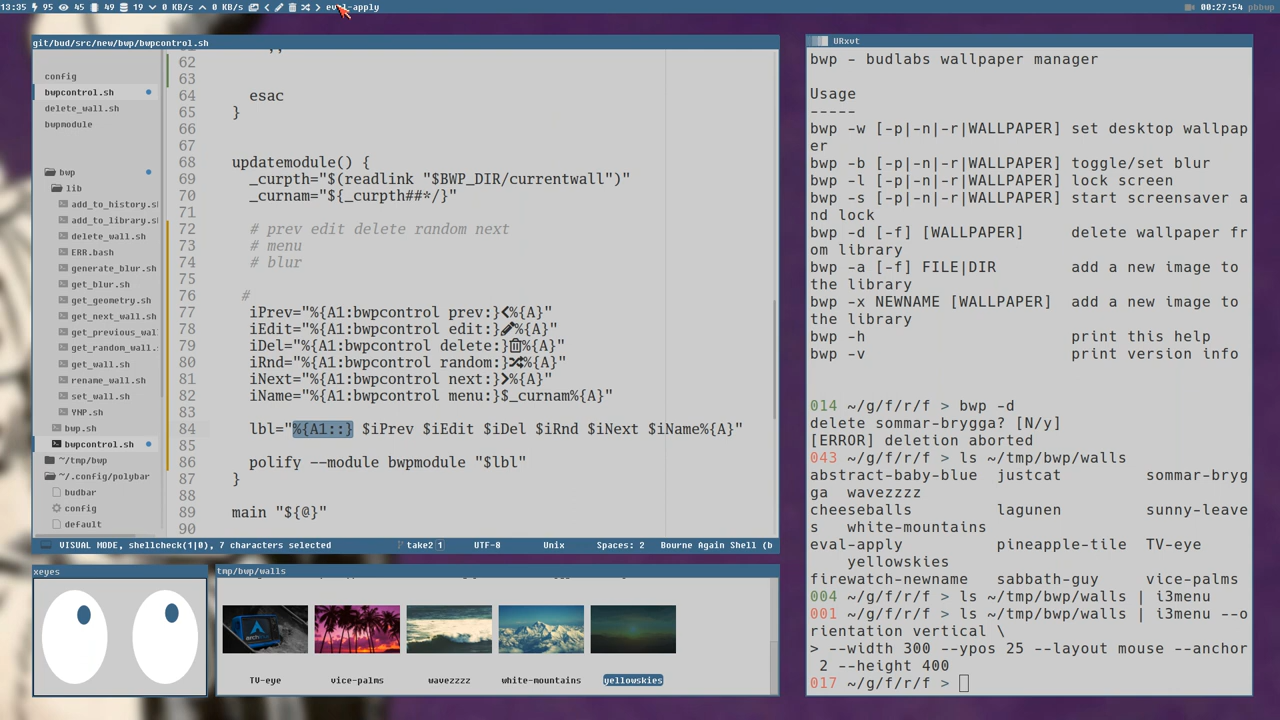 13:35 95 45 49 19 0 KB/s 0 KB/s eval-apply 00:27:54 pbbwp
git/bud/src/new/bwp/bwpcontrol.sh
config
bwpcontrol.sh
delete_wall.sh
bwpmodule
bwp
lib
add_to_history.sl
add_to_library.sl
delete_wall.sh
ERR.bash
generate_blur.sh
get_blur.sh
get_geometry.sh
get_next_wall.sh
get_previous_wal
get_random_wall.
get_wall.sh
rename_wall.sh
set_wall.sh
YNP.sh
bwp.sh
bwpcontrol.sh
~/tmp/bwp
~/.config/polybar
budbar
config
default
62
63
64 esac
65 }
66
67
68 updatemodule() {
69 _curpth="$(readlink "$BWP_DIR/currentwall")"
70 _curnam="${_curpth##*/}"
71
72 # prev edit delete random next
73 # menu
74 # blur
75
76 #
77 iPrev="%{A1:bwpcontrol prev:}%{A}"
78 iEdit="%{A1:bwpcontrol edit:}%{A}"
79 iDel="%{A1:bwpcontrol delete:}%{A}"
80 iRnd="%{A1:bwpcontrol random:}%{A}"
81 iNext="%{A1:bwpcontrol next:}%{A}"
82 iName="%{A1:bwpcontrol menu:}$_curnam%{A}"
83
84 lbl="%{A1::} $iPrev $iEdit $iDel $iRnd $iNext $iName%{A}"
85
86 polify --module bwpmodule "$lbl"
87 }
88
89 main "${@}"
90
VISUAL MODE, shellcheck(1|0), 7 characters selected take2 1 UTF-8 Unix Spaces: 2 Bourne Again Shell (b
xeyes
tmp/bwp/walls
TV-eye vice-palms wavezzzz white-mountains yellowskies
URxvt
bwp - budlabs wallpaper manager
Usage
-----
bwp -w [-p|-n|-r|WALLPAPER] set desktop wallpap
er
bwp -b [-p|-n|-r|WALLPAPER] toggle/set blur
bwp -l [-p|-n|-r|WALLPAPER] lock screen
bwp -s [-p|-n|-r|WALLPAPER] start screensaver a
nd lock
bwp -d [-f] [WALLPAPER] delete wallpaper fr
om library
bwp -a [-f] FILE|DIR add a new image to
the library
bwp -x NEWNAME [WALLPAPER] add a new image to
the library
bwp -h print this help
bwp -v print version info
014 ~/g/f/r/f > bwp -d
delete sommar-brygga? [N/y]
[ERROR] deletion aborted
043 ~/g/f/r/f > ls ~/tmp/bwp/walls
abstract-baby-blue justcat sommar-bryg
ga wavezzzz
cheeseballs lagunen sunny-leave
s white-mountains
eval-apply pineapple-tile TV-eye
yellowskies
firewatch-newname sabbath-guy vice-palms
004 ~/g/f/r/f > ls ~/tmp/bwp/walls | i3menu
001 ~/g/f/r/f > ls ~/tmp/bwp/walls | i3menu --o
rientation vertical \
> --width 300 --ypos 25 --layout mouse --anchor
2 --height 400
017 ~/g/f/r/f >